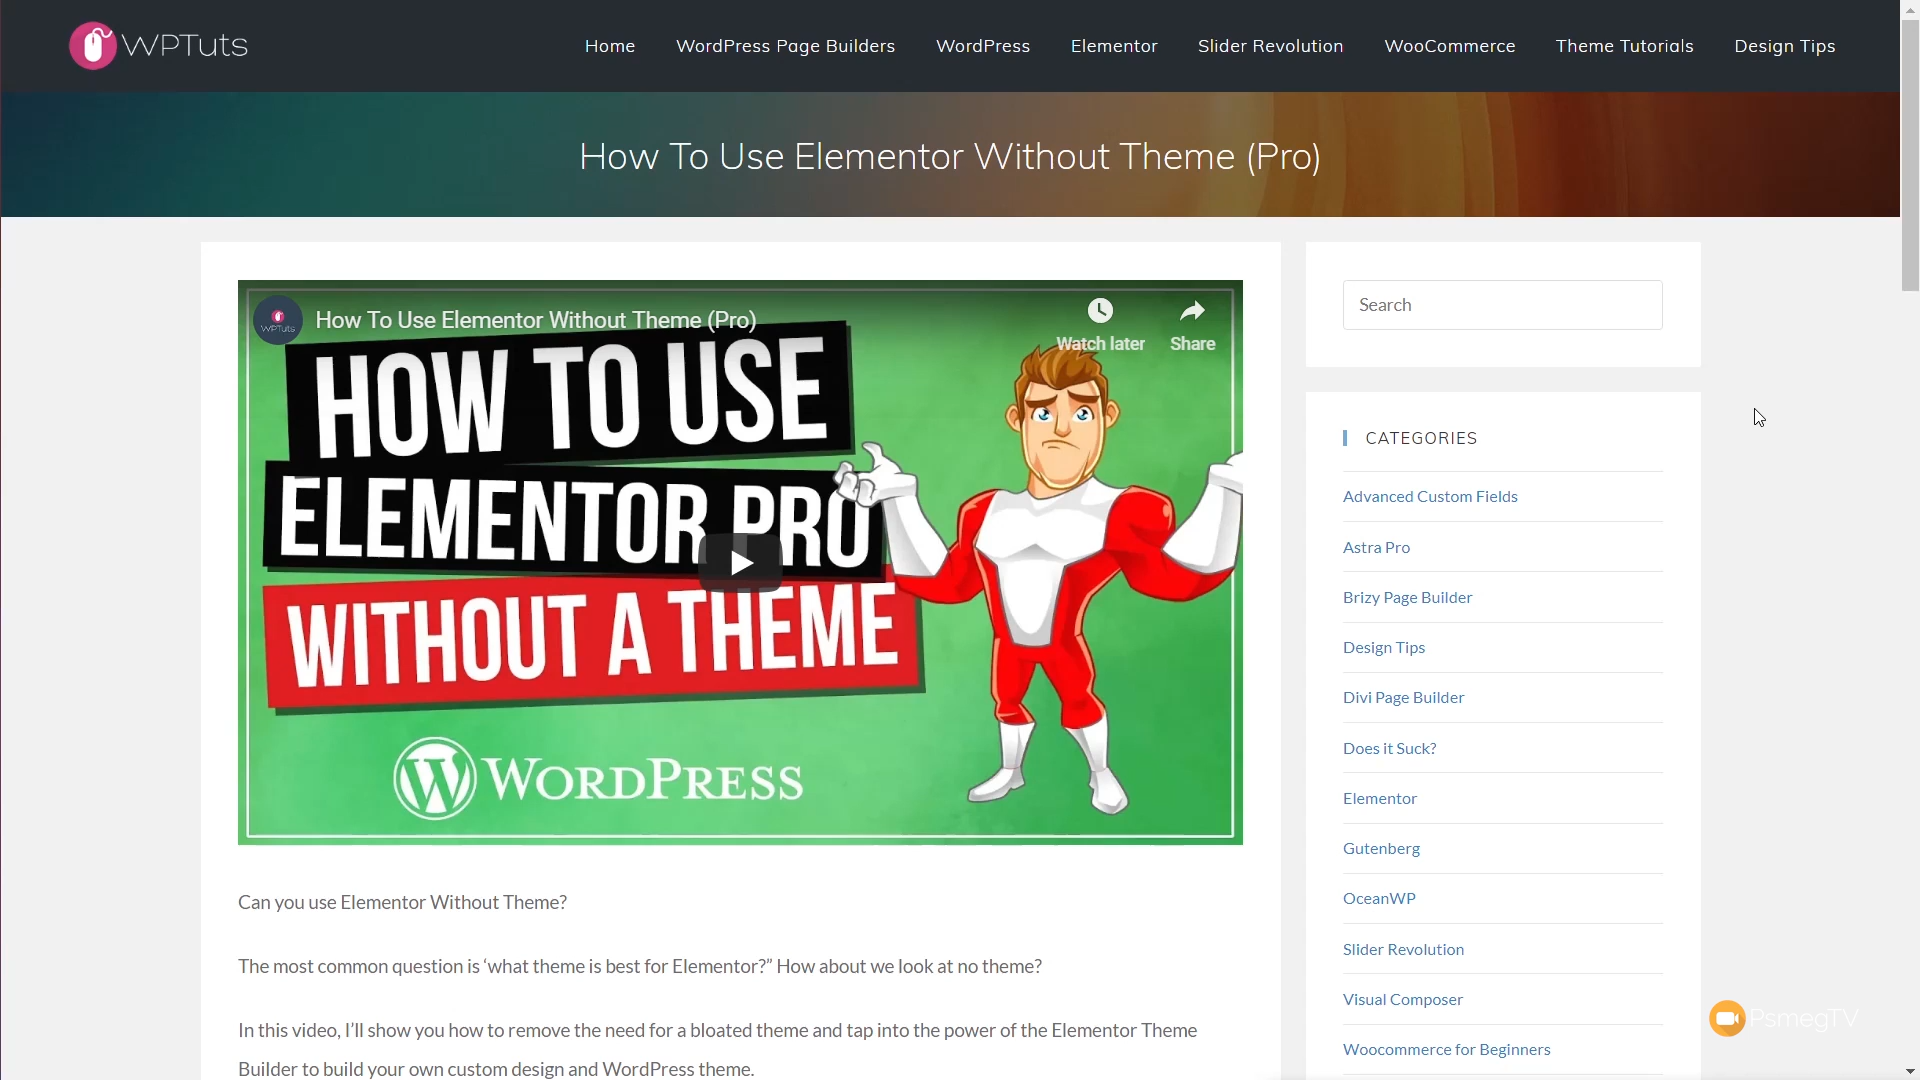 WPTuts
Home WordPress Page Builders WordPress Elementor Slider Revolution WooCommerce Theme Tutorials Design Tips
How To Use Elementor Without Theme (Pro)
WPTuts
How To Use Elementor Without Theme (Pro)
Watch later
Share
HOW TO USE
ELEMENTOR PRO
WITHOUT A THEME
WORDPRESS
Can you use Elementor Without Theme?
The most common question is ‘what theme is best for Elementor?” How about we look at no theme?
In this video, I’ll show you how to remove the need for a bloated theme and tap into the power of the Elementor Theme
Builder to build your own custom design and WordPress theme.
Search
CATEGORIES
Advanced Custom Fields
Astra Pro
Brizy Page Builder
Design Tips
Divi Page Builder
Does it Suck?
Elementor
Gutenberg
OceanWP
Slider Revolution
Visual Composer
Woocommerce for Beginners
PsmegTV